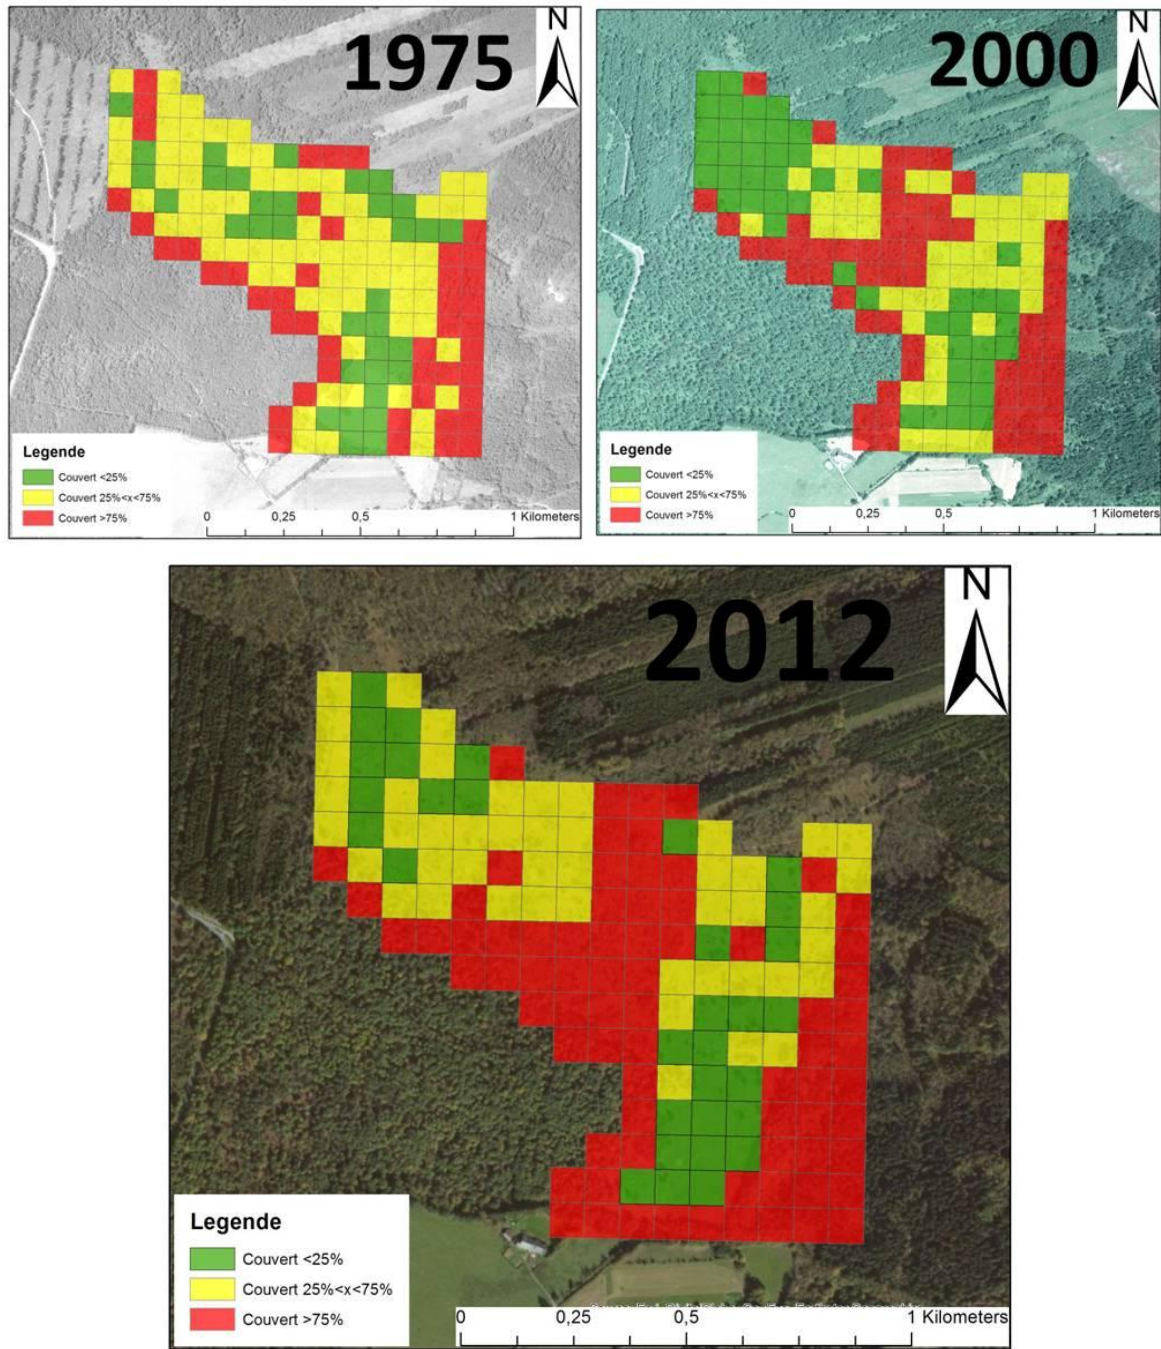 1975
N
Legende
Couvert <25%
Couvert 25%<x<75%
Couvert >75%
0 0,25 0,5 1 Kilometers
2000
N
Legende
Couvert <25%
Couvert 25%<x<75%
Couvert >75%
0 0,25 0,5 1 Kilometers
2012
N
Legende
Couvert <25%
Couvert 25%<x<75%
Couvert >75%
0 0,25 0,5 1 Kilometers